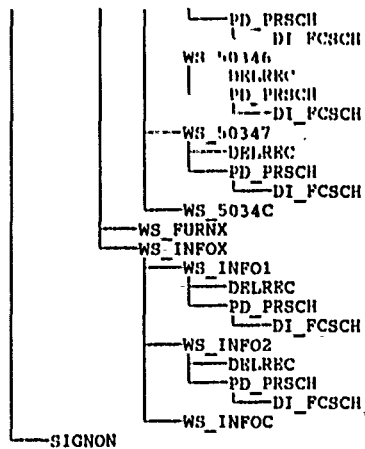 PD_PRSCH
DI_FCSCH
WS_50346
DELREC
PD_PRSCH
DI_FCSCH
WS_50347
DELREC
PD_PRSCH
DI_FCSCH
WS_5034C
WS_FURNX
WS_INFOX
WS_INFO1
DELREC
PD_PRSCH
DI_FCSCH
WS_INFO2
DELREC
PD_PRSCH
DI_FCSCH
WS_INFOC
SIGNON